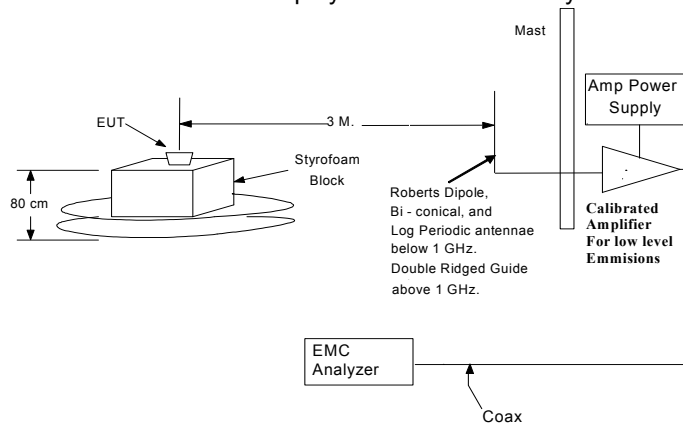 Mast
Amp Power
Supply
EUT
3 M.
Styrofoam
Block
80 cm
Roberts Dipole,
Bi - conical, and
Log Periodic antennae
below 1 GHz.
Double Ridged Guide
above 1 GHz.
Calibrated
Amplifier
For low level
Emmisions
EMC
Analyzer
Coax